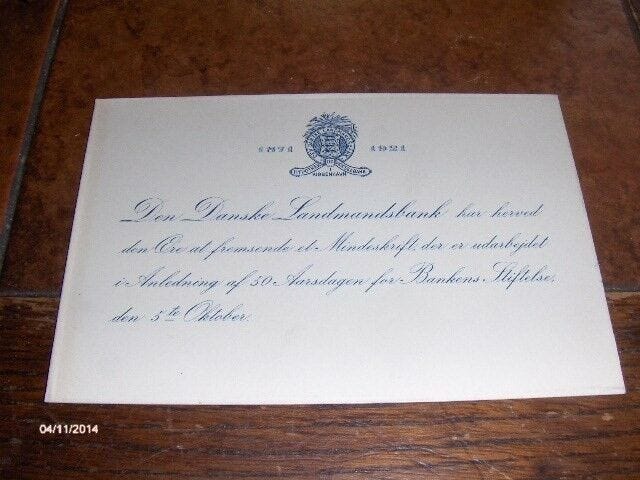 1871 1921
KJØBENHAVN
Den Danske Landmandsbank har herved
den Ære at fremsende et Mindeskrift, der er udarbejdet
i Anledning af 50 Aarsdagen for Bankens Stiftelse,
den 5te Oktober.
04/11/2014